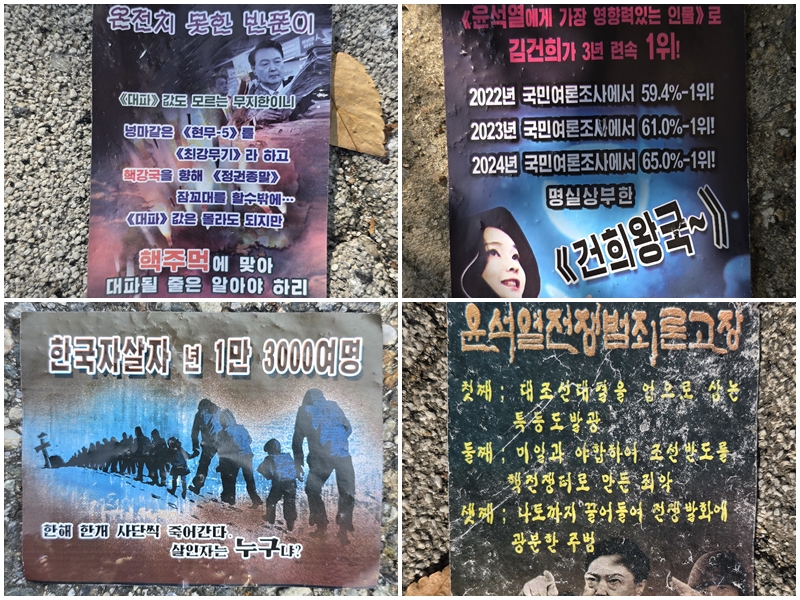 온전치 못한 반푼이
《대파》 값도 모르는 무지한이니
넝마같은 《현무-5》를
《최강무기》라 하고
핵강국을 향해 《정권종말》
잠꼬대를 할수밖에…
《대파》 값은 몰라도 되지만
핵주먹에 맞아
대파될 줄은 알아야 하리
《윤석열에게 가장 영향력있는 인물》로
김건희가 3년 련속 1위!
2022년 국민여론조사에서 59.4%-1위!
2023년 국민여론조사에서 61.0%-1위!
2024년 국민여론조사에서 65.0%-1위!
명실상부한
《건희왕국~》
한국자살자 년 1만 3000여명
한해 한개 사단씩 죽어간다.
살인자는 누구냐?
윤석열전쟁범죄론고장
첫째 : 대조선대결을 업으로 삼는
특등도발광
둘째 : 미일과 야합하여 조선반도를
핵전쟁터로 만든 죄악
셋째 : 나토까지 끌어들여 전쟁발화에
광분한 주범